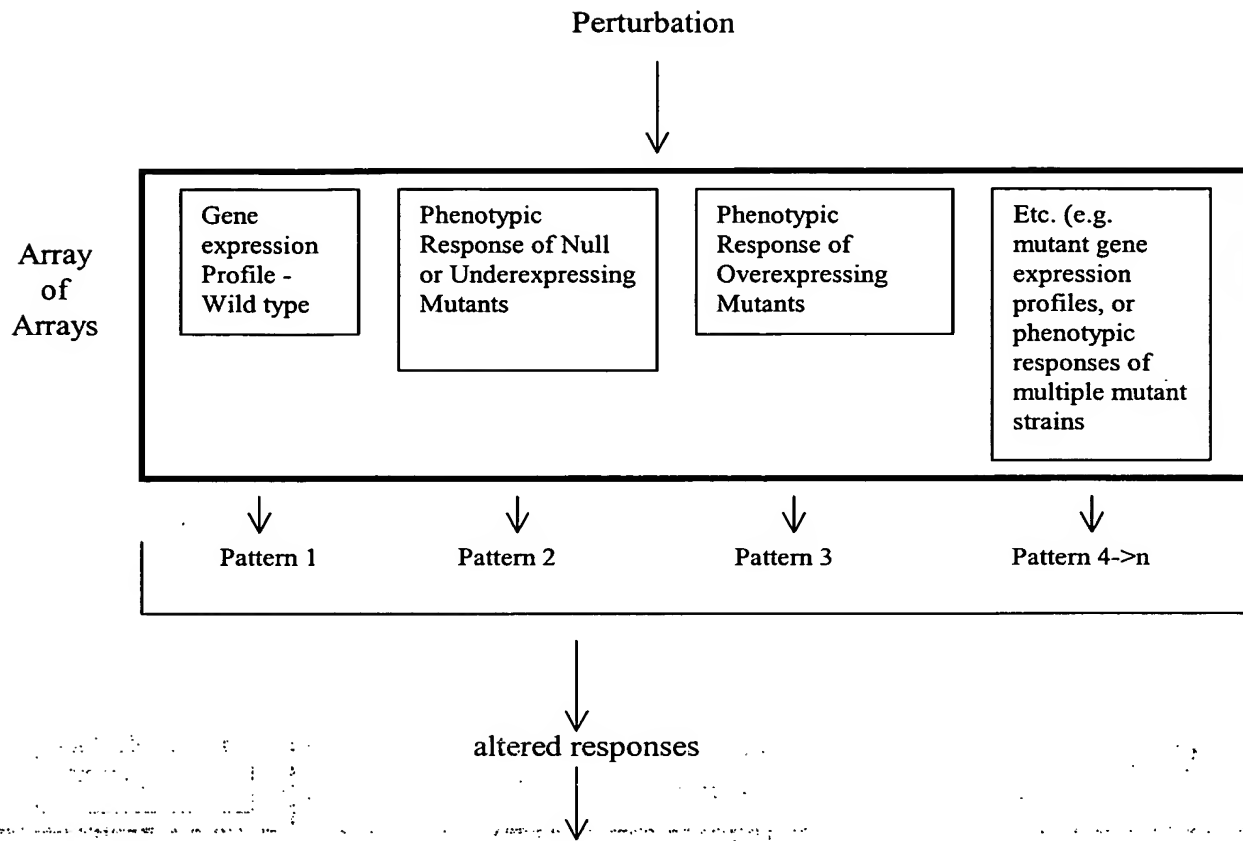 Perturbation
Array
of
Arrays
Gene
expression
Profile -
Wild type
Phenotypic
Response of Null
or Underexpressing
Mutants
Phenotypic
Response of
Overexpressing
Mutants
Etc. (e.g.
mutant gene
expression
profiles, or
phenotypic
responses of
multiple mutant
strains
Pattern 1
Pattern 2
Pattern 3
Pattern 4->n
altered responses